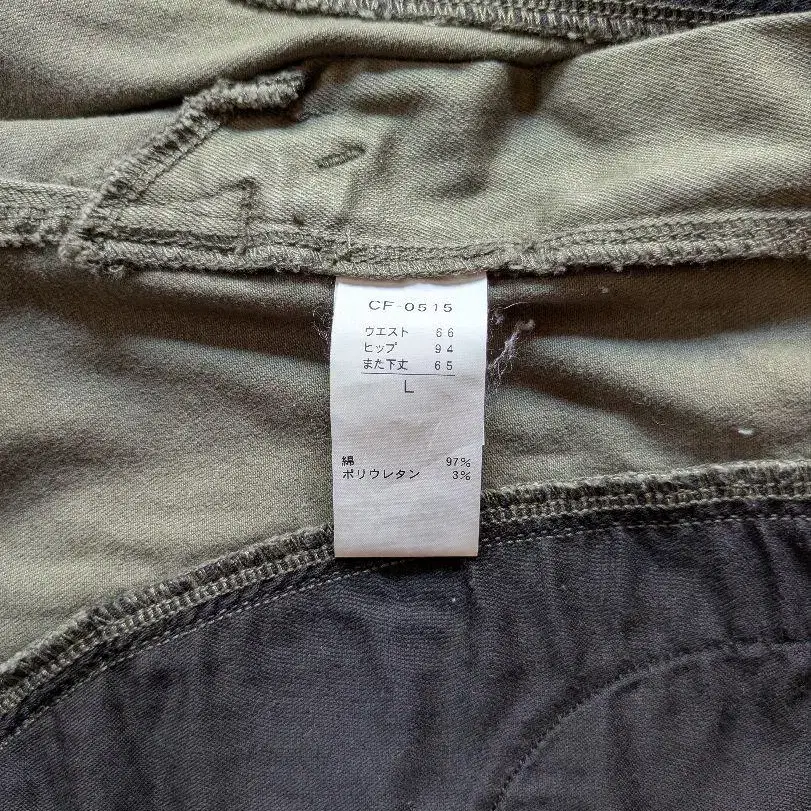 CF-0515
ウエスト 66
ヒップ 94
また下丈 65
L
綿 97%
ポリウレタン 3%